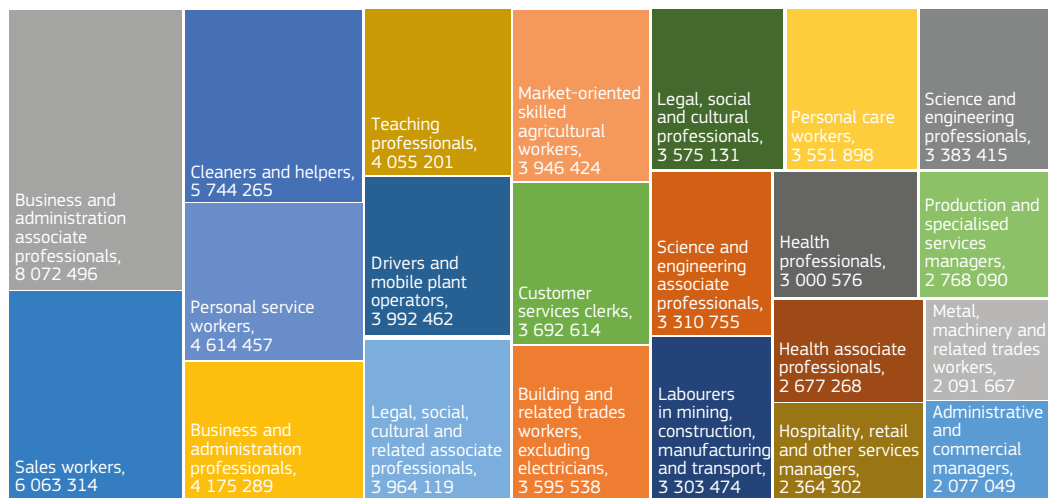 Business and
administration
associate
professionals,
8 072 496
Sales workers,
6 063 314
Cleaners and helpers,
5 744 265
Personal service
workers,
4 614 457
Business and
administration
professionals,
4 175 289
Teaching
professionals,
4 055 201
Drivers and
mobile plant
operators,
3 992 462
Legal, social,
cultural and
related associate
professionals,
3 964 119
Market-oriented
skilled
agricultural
workers,
3 946 424
Customer
services clerks,
3 692 614
Building and
related trades
workers,
excluding
electricians,
3 595 538
Legal, social
and cultural
professionals,
3 575 131
Personal care
workers,
3 551 898
Science and
engineering
professionals,
3 383 415
Science and
engineering
associate
professionals,
3 310 755
Labourers
in mining,
construction,
manufacturing
and transport,
3 303 474
Health
professionals,
3 000 576
Production and
specialised
services
managers,
2 768 090
Health associate
professionals,
2 677 268
Hospitality, retail
and other services
managers,
2 364 302
Metal,
machinery and
related trades
workers,
2 091 667
Administrative
and
commercial
managers,
2 077 049